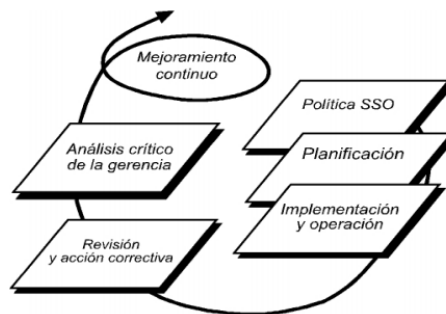 Mejoramiento
continuo
Política SSO
Planificación
Implementación
y operación
Análisis crítico
de la gerencia
Revisión
y acción correctiva